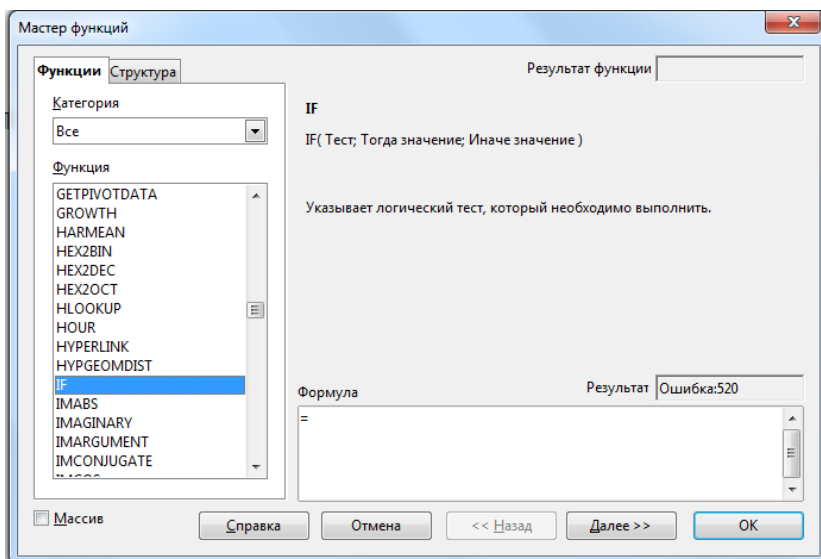 Мастер функций
Функции Структура
Результат функции
Категория
Все
Функция
GETPIVOTDATA
GROWTH
HARMEAN
HEX2BIN
HEX2DEC
HEX2OCT
HLOOKUP
HOUR
HYPERLINK
HYPGEOMDIST
IF
IMABS
IMAGINARY
IMARGUMENT
IMCONJUGATE
IF
IF( Тест; Тогда значение; Иначе значение )
Указывает логический тест, который необходимо выполнить.
Формула
Результат Ошибка:520
=
Массив
Справка Отмена << Назад Далее >> OK